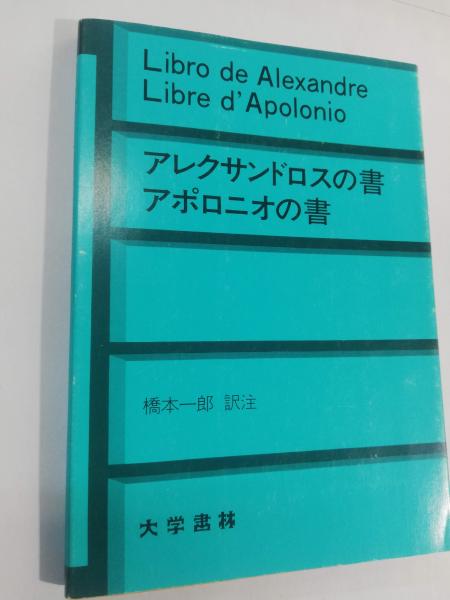 Libro de Alexandre
Libre d'Apolonio
アレクサンドロスの書
アポロニオの書
橋本一郎 訳注
大学書林